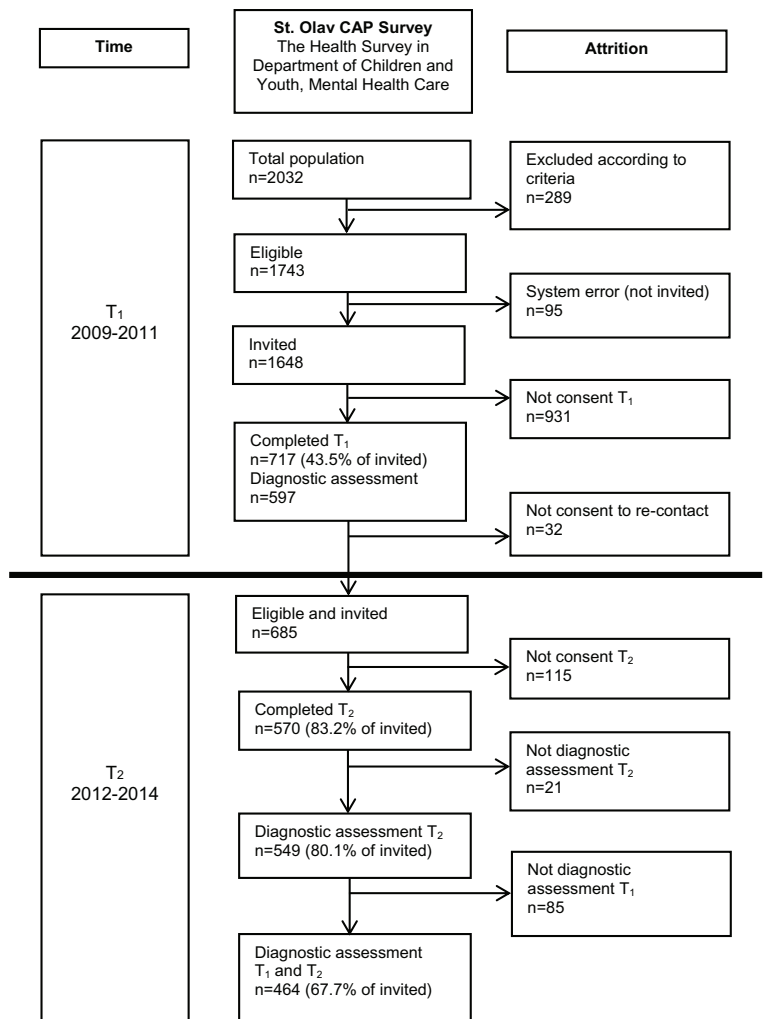 Time
St. Olav CAP Survey
The Health Survey in
Department of Children and
Youth, Mental Health Care
Attrition
T₁
2009-2011
Total population
n=2032
Excluded according to
criteria
n=289
Eligible
n=1743
System error (not invited)
n=95
Invited
n=1648
Not consent T₁
n=931
Completed T₁
n=717 (43.5% of invited)
Diagnostic assessment
n=597
Not consent to re-contact
n=32
T₂
2012-2014
Eligible and invited
n=685
Not consent T₂
n=115
Completed T₂
n=570 (83.2% of invited)
Not diagnostic
assessment T₂
n=21
Diagnostic assessment T₂
n=549 (80.1% of invited)
Not diagnostic
assessment T₁
n=85
Diagnostic assessment
T₁ and T₂
n=464 (67.7% of invited)